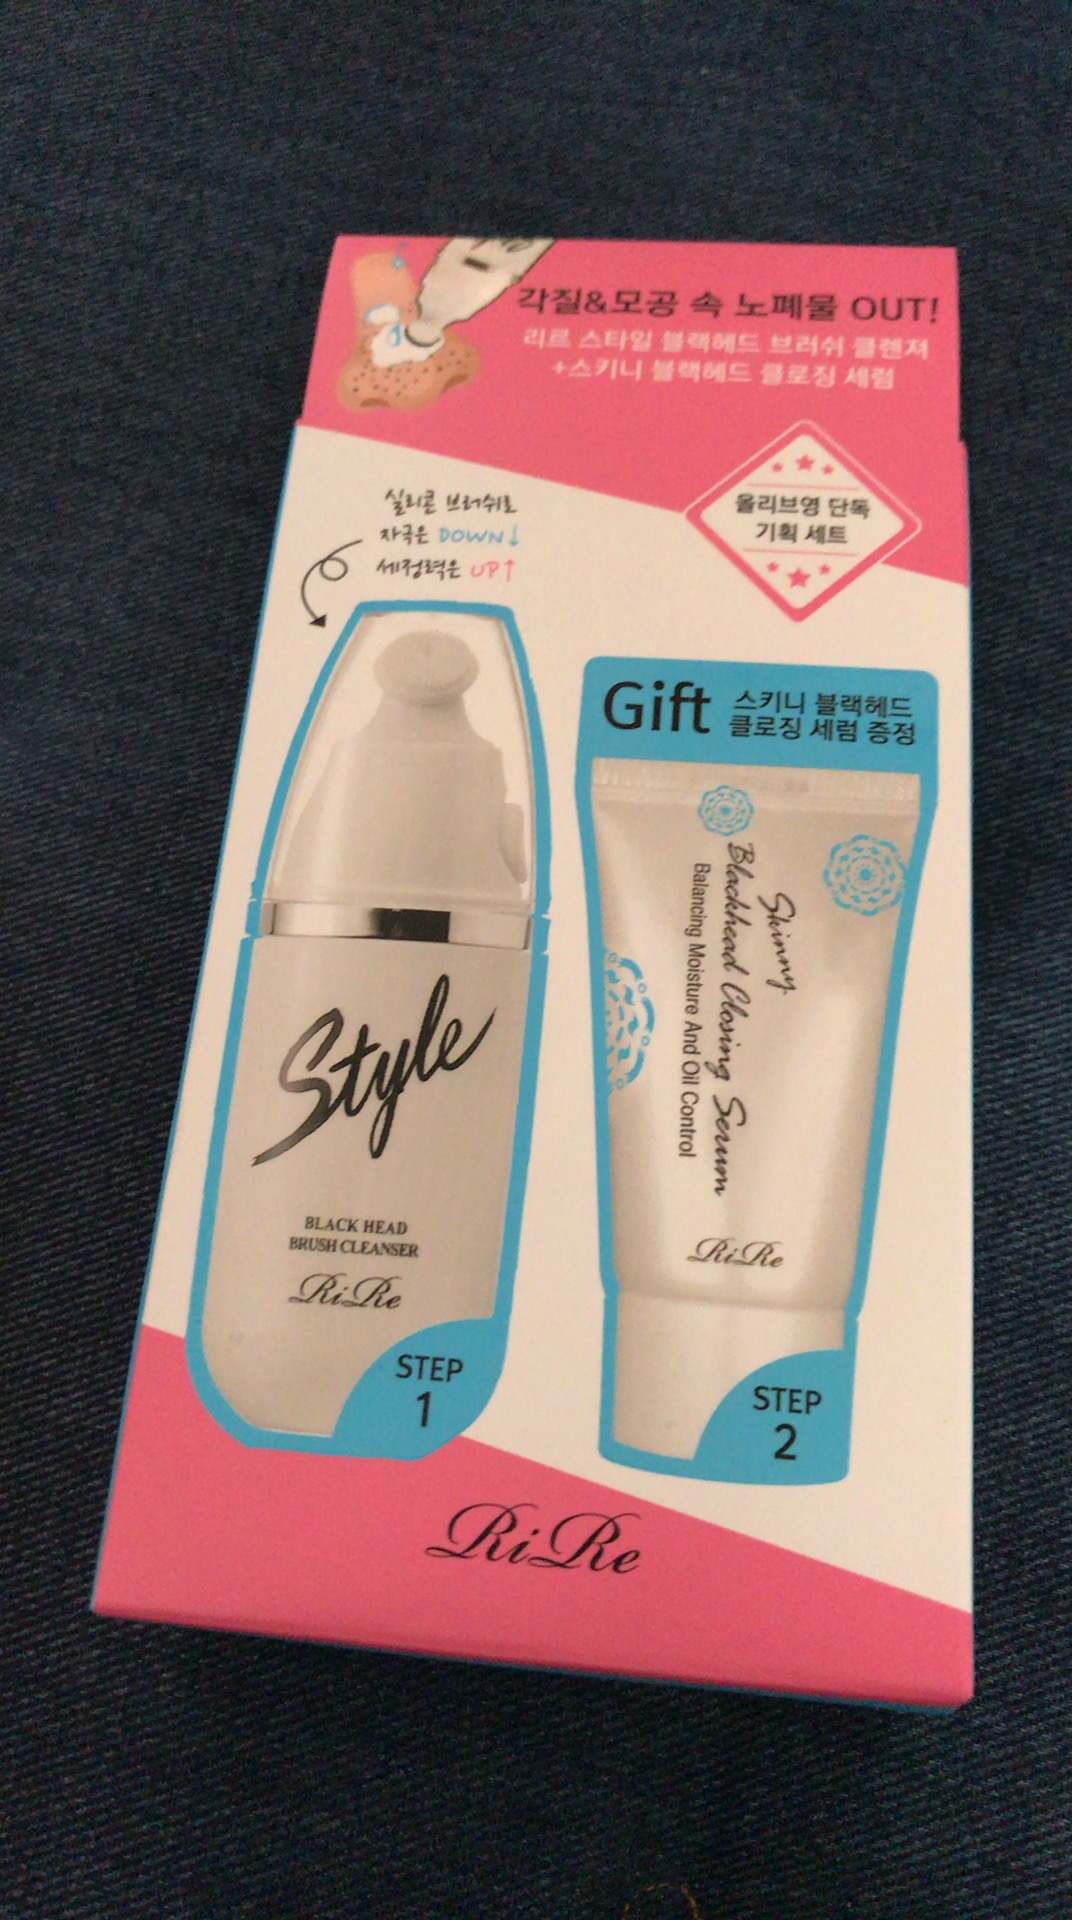 각질&모공 속 노폐물 OUT!
리르 스타일 블랙헤드 브러쉬 클렌져
+스키니 블랙헤드 클로징 세럼
올리브영 단독
기획 세트
실리콘 브러쉬로
자극은 DOWN↓
세정력은 UP↑
Gift 스키니 블랙헤드
클로징 세럼 증정
Style
BLACK HEAD
BRUSH CLEANSER
RiRe
STEP
1
Skinny
Blackhead Closing Serum
Balancing Moisture And Oil Control
RiRe
STEP
2
RiRe